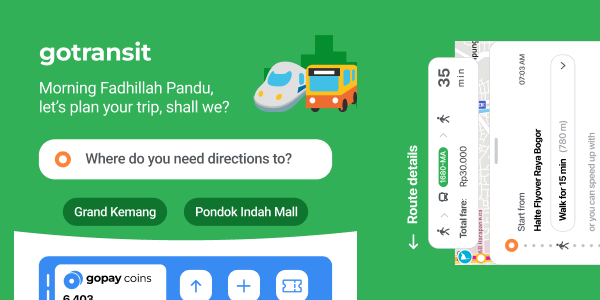 gotransit
Morning Fadhillah Pandu,
let's plan your trip, shall we?
Where do you need directions to?
Grand Kemang
Pondok Indah Mall
gopay coins
6.403
← Route details
35
min
1680-MA
Total fare:
Rp30.000
07:03 AM
Start from
Halte Flyover Raya Bogor
Walk for 15 min (780 m)
or you can speed up with